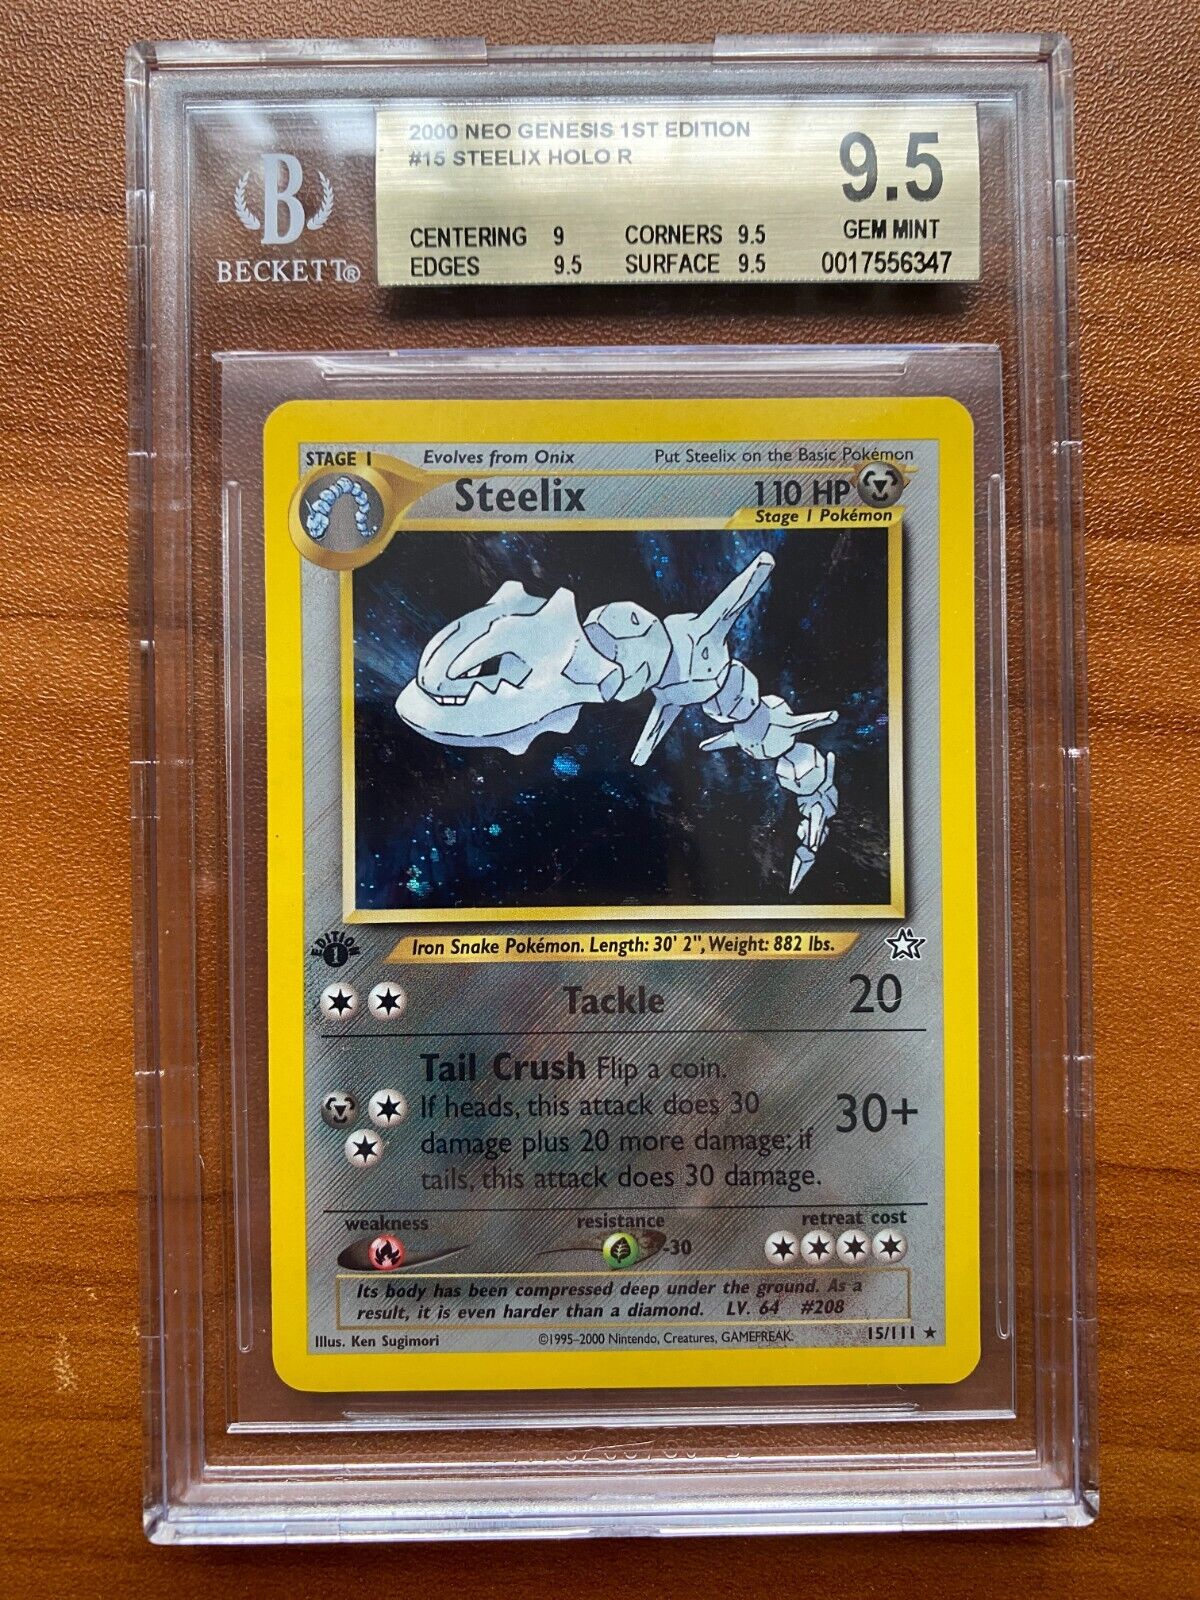 2000 NEO GENESIS 1ST EDITION
#15 STEELIX HOLO R
9.5
GEM MINT
0017556347
CENTERING 9 CORNERS 9.5
EDGES 9.5 SURFACE 9.5
B
BECKETT®
STAGE 1 Evolves from Onix Put Steelix on the Basic Pokémon
Steelix 110 HP
Stage 1 Pokémon
EDITION
1
Iron Snake Pokémon. Length: 30' 2", Weight: 882 lbs.
Tackle 20
Tail Crush Flip a coin.
If heads, this attack does 30
damage plus 20 more damage; if
tails, this attack does 30 damage.
30+
weakness resistance retreat cost
-30
Its body has been compressed deep under the ground. As a
result, it is even harder than a diamond. LV. 64 #208
Illus. Ken Sugimori ©1995–2000 Nintendo, Creatures, GAMEFREAK. 15/111 ★